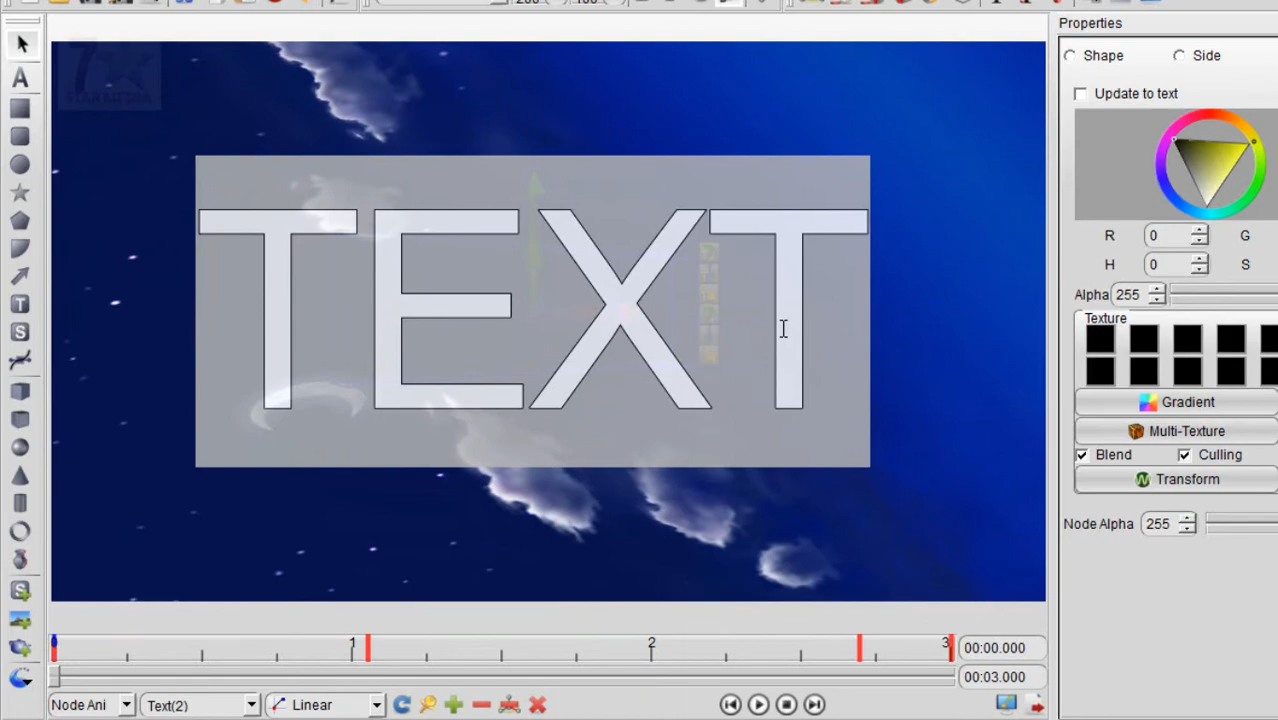 Properties
Shape
Side
Update to text
TEXT
R 0 G
H 0 S
Alpha 255
Texture
Gradient
Multi-Texture
Blend
Culling
Transform
Node Alpha 255
1 2 3
00:00.000
00:03.000
Node Ani
Text(2)
Linear